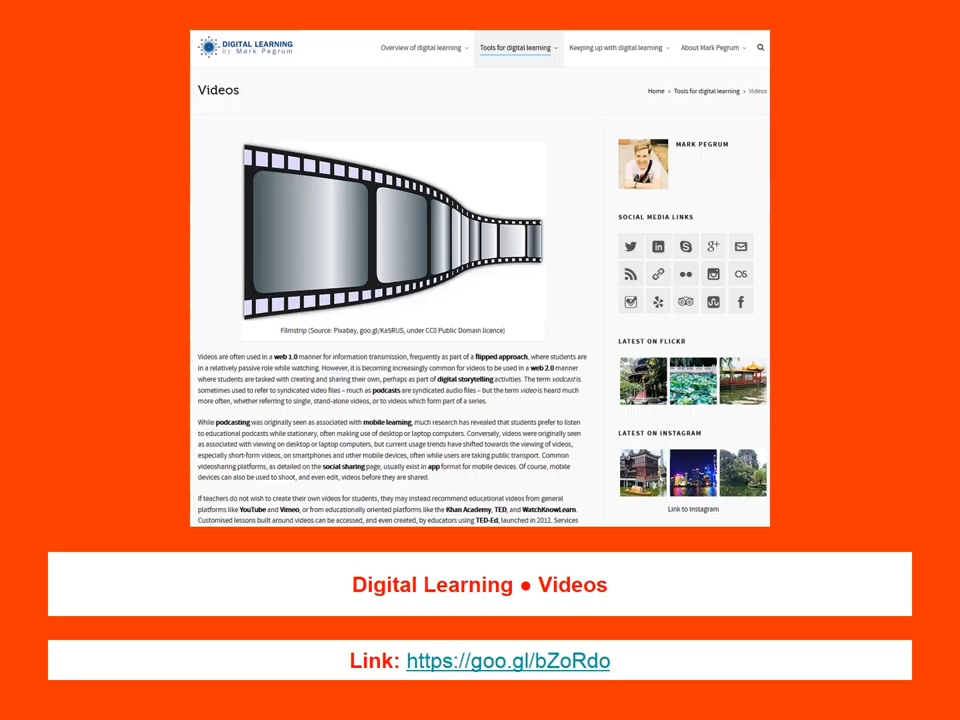 DIGITAL LEARNING
by Mark Pegrum
Overview of digital learning
Tools for digital learning
Keeping up with digital learning
About Mark Pegrum
Videos
Home › Tools for digital learning › Videos
MARK PEGRUM
SOCIAL MEDIA LINKS
LATEST ON FLICKR
LATEST ON INSTAGRAM
Link to Instagram
Filmstrip (Source: Pixabay, goo.gl/Ka5RUS, under CC0 Public Domain licence)
Videos are often used in a web 1.0 manner for information transmission, frequently as part of a flipped approach, where students are
in a relatively passive role while watching. However, it is becoming increasingly common for videos to be used in a web 2.0 manner
where students are tasked with creating and sharing their own, perhaps as part of digital storytelling activities. The term vodcast is
sometimes used to refer to syndicated video files – much as podcasts are syndicated audio files – but the term video is heard much
more often, whether referring to single, stand-alone videos, or to videos which form part of a series.
While podcasting was originally seen as associated with mobile learning, much research has revealed that students prefer to listen
to educational podcasts while stationary, often making use of desktop or laptop computers. Conversely, videos were originally seen
as associated with viewing on desktop or laptop computers, but current usage trends have shifted towards the viewing of videos,
especially short-form videos, on smartphones and other mobile devices, often while users are taking public transport. Common
videosharing platforms, as detailed on the social sharing page, usually exist in app format for mobile devices. Of course, mobile
devices can also be used to shoot, and even edit, videos before they are shared.
If teachers do not wish to create their own videos for students, they may instead recommend educational videos from general
platforms like YouTube and Vimeo, or from educationally oriented platforms like the Khan Academy, TED, and WatchKnowLearn.
Customised lessons built around videos can be accessed, and even created, by educators using TED-Ed, launched in 2012. Services
Digital Learning ● Videos
Link: https://goo.gl/bZoRdo